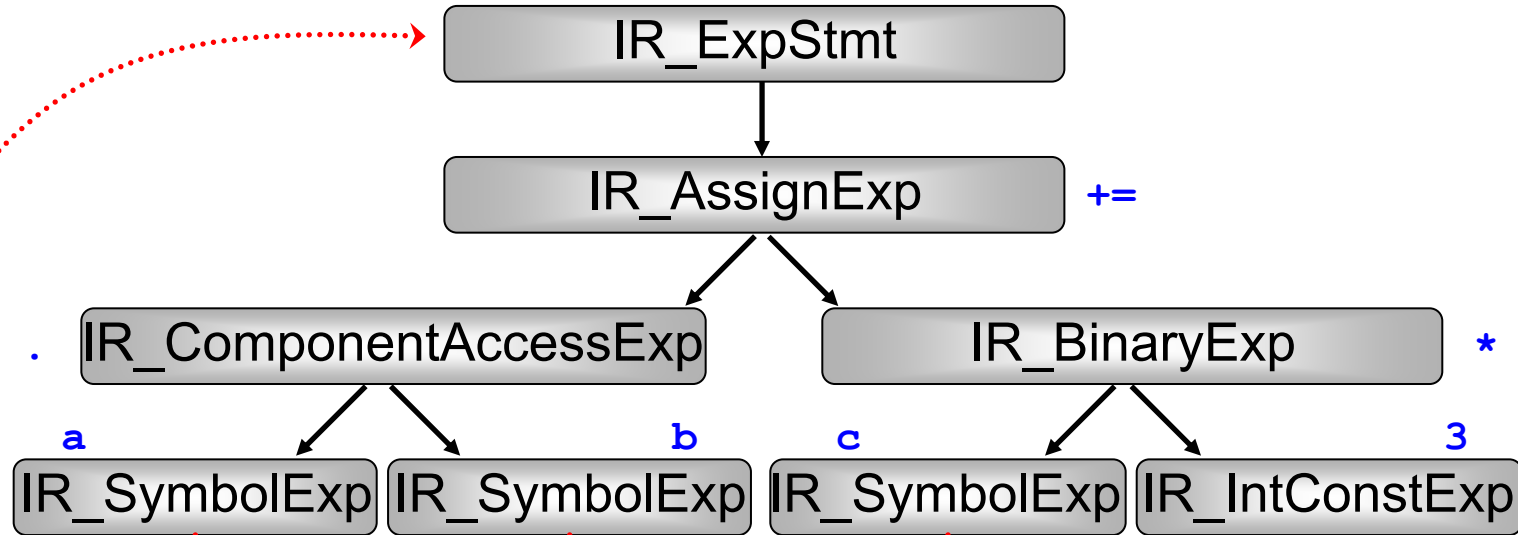 IR_ExpStmt
IR_AssignExp +=
. IR_ComponentAccessExp IR_BinaryExp *
a b c 3
IR_SymbolExp IR_SymbolExp IR_SymbolExp IR_IntConstExp